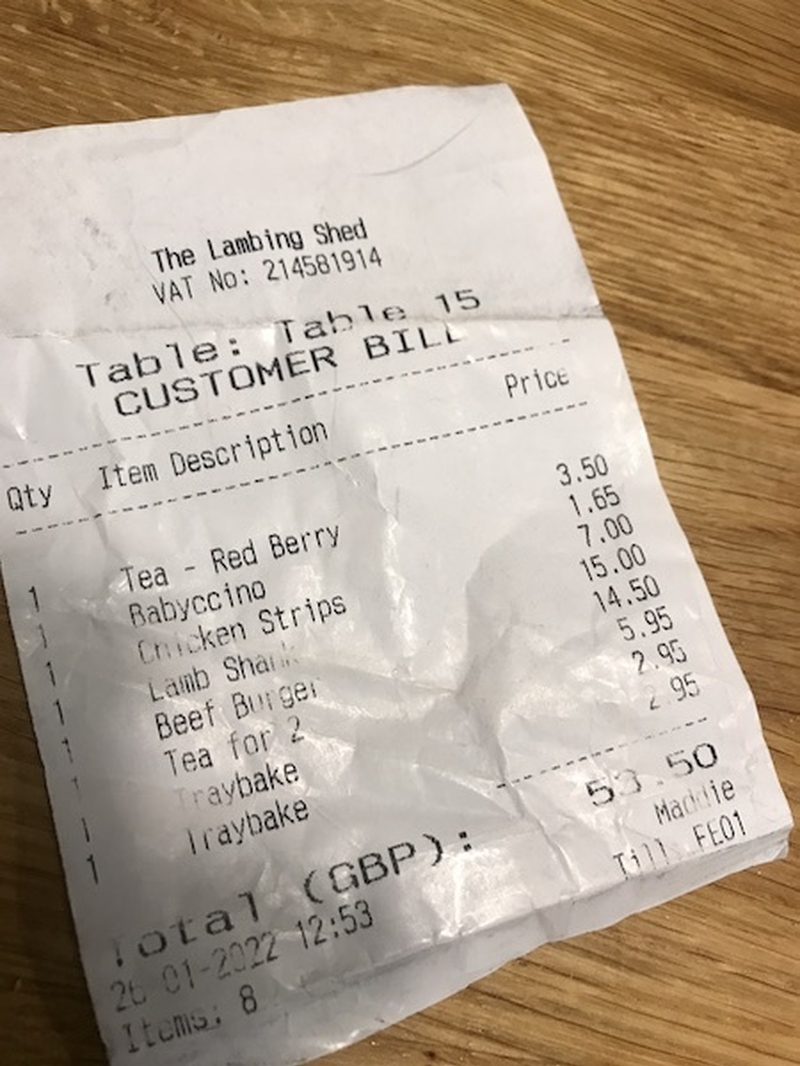 The Lambing Shed
VAT No: 214581914
Table: Table 15
CUSTOMER BILL
Qty Item Description Price
1 Tea - Red Berry 3.50
1 Babyccino 1.65
1 Chicken Strips 7.00
1 Lamb Shank 15.00
1 Beef Burger 14.50
1 Tea for 2 5.95
1 Traybake 2.95
1 Traybake 2.95
Total (GBP): 53.50
26-01-2022 12:53 Maddie
Items: 8 Till FE01